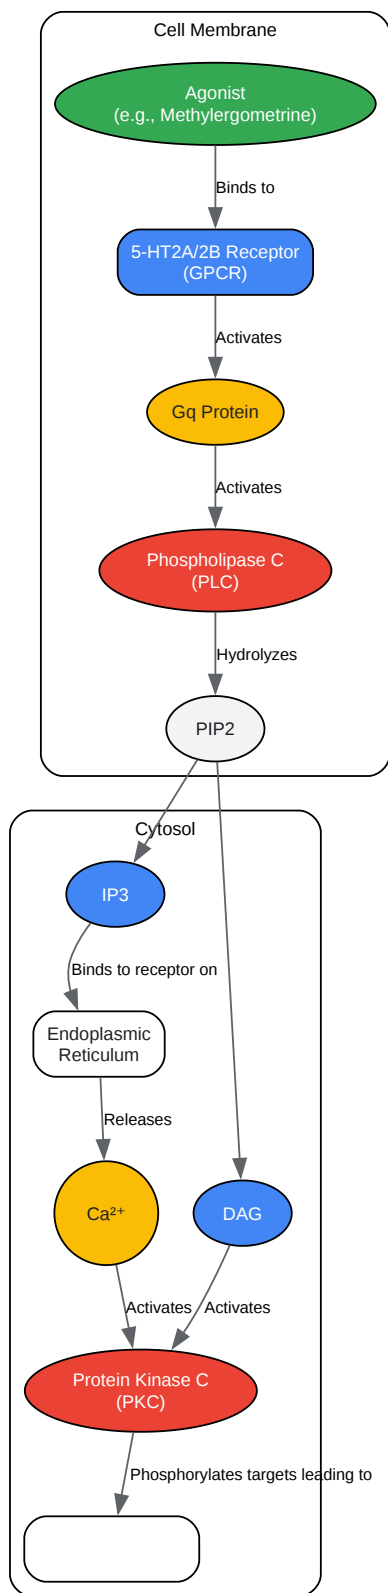 Cell Membrane
Agonist
(e.g., Methylergometrine)
Binds to
5-HT2A/2B Receptor
(GPCR)
Activates
Gq Protein
Activates
Phospholipase C
(PLC)
Hydrolyzes
PIP2
Cytosol
IP3
Binds to receptor on
Endoplasmic
Reticulum
Releases
Ca²⁺
DAG
Activates
Activates
Protein Kinase C
(PKC)
Phosphorylates targets leading to